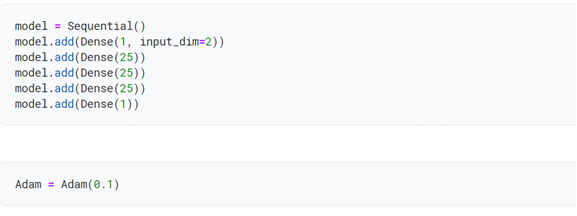 model = Sequential()
model.add(Dense(1, input_dim=2))
model.add(Dense(25))
model.add(Dense(25))
model.add(Dense(25))
model.add(Dense(1))
Adam = Adam(0.1)